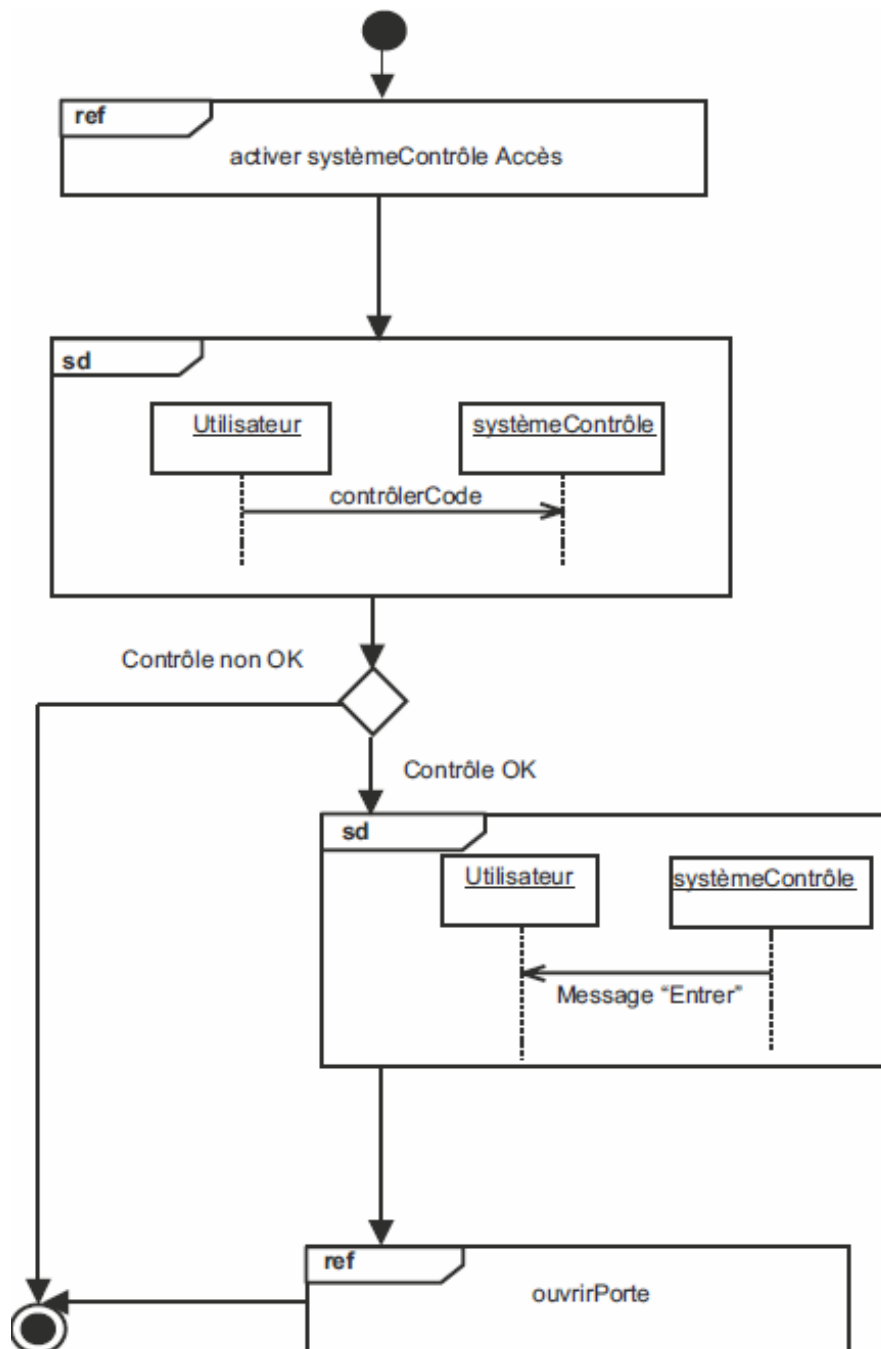 ref
activer systèmeContrôle Accès
sd
Utilisateur
systèmeContrôle
contrôlerCode
Contrôle non OK
Contrôle OK
sd
Utilisateur
systèmeContrôle
Message “Entrer”
ref
ouvrirPorte